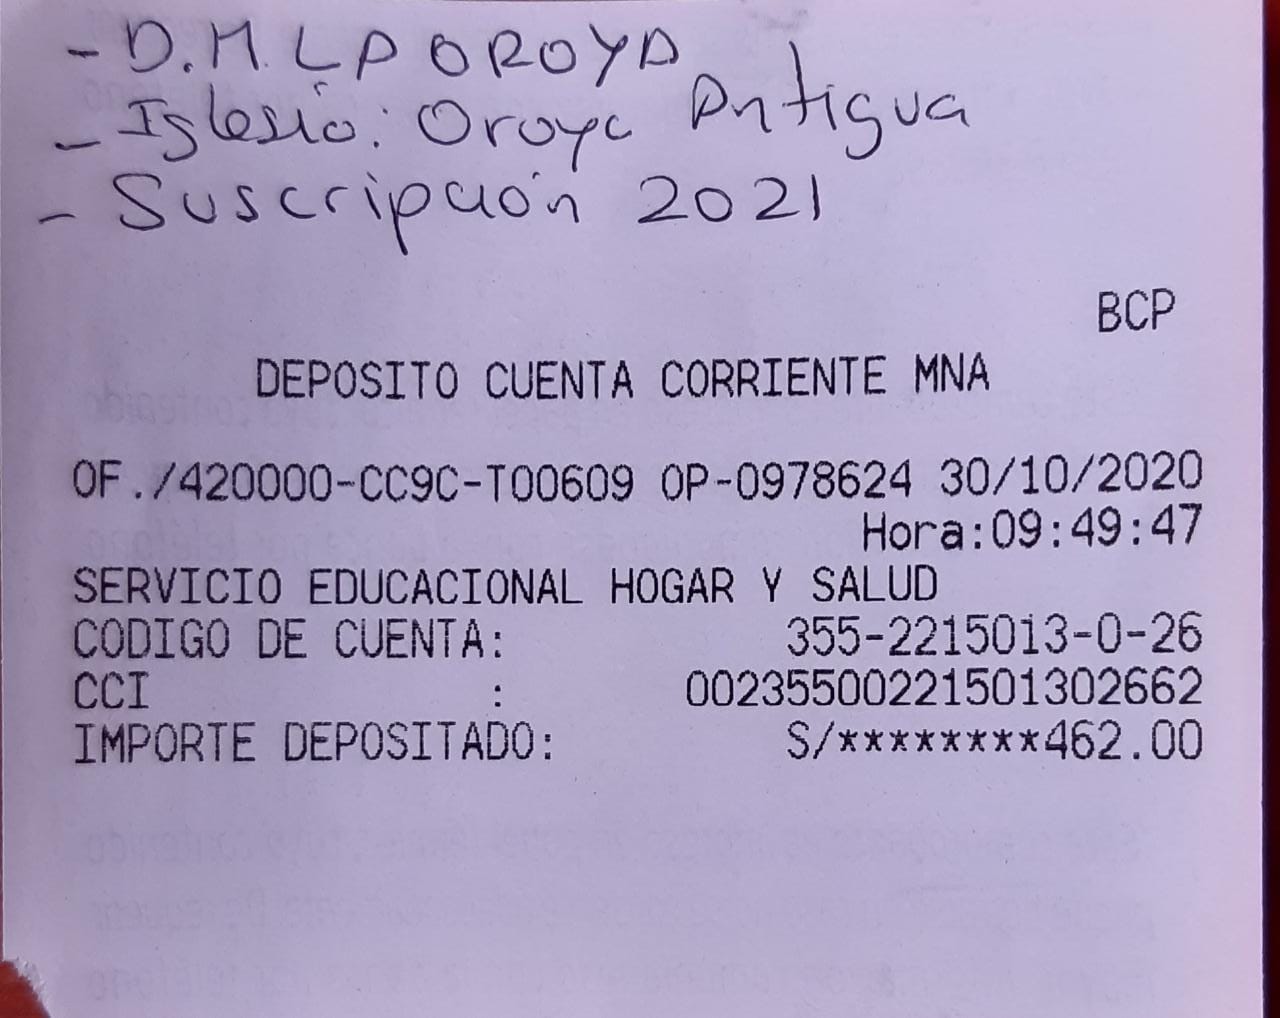 - D.M. LA OROYA
- Iglesia: Oroya Antigua
- Suscripción 2021
BCP
DEPOSITO CUENTA CORRIENTE MNA
OF./420000-CC9C-T00609 OP-0978624 30/10/2020
Hora:09:49:47
SERVICIO EDUCACIONAL HOGAR Y SALUD
CODIGO DE CUENTA: 355-2215013-0-26
CCI : 00235500221501302662
IMPORTE DEPOSITADO: S/********462.00